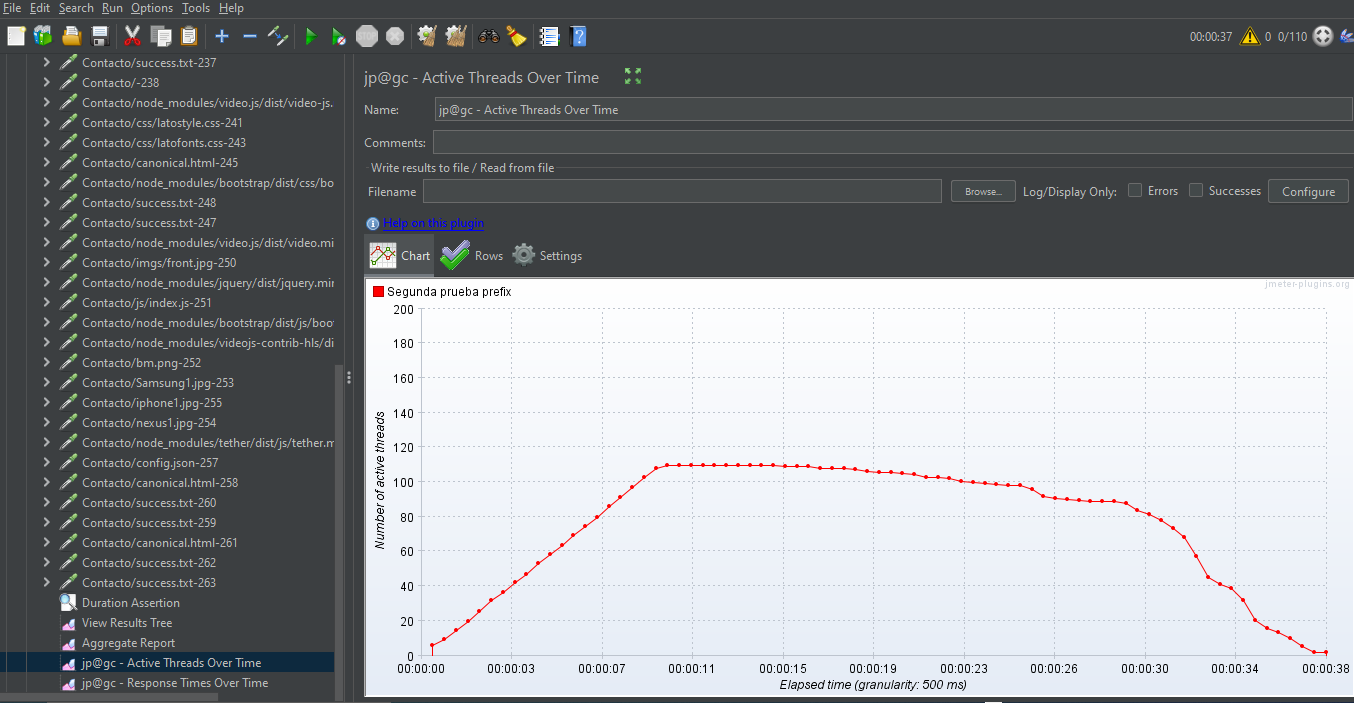 File Edit Search Run Options Tools Help
00:00:37 0 0/110
Contacto/success.txt-237
Contacto/-238
Contacto/node_modules/video.js/dist/video-js.
Contacto/css/latostyle.css-241
Contacto/css/latofonts.css-243
Contacto/canonical.html-245
Contacto/node_modules/bootstrap/dist/css/bo
Contacto/success.txt-248
Contacto/success.txt-247
Contacto/node_modules/video.js/dist/video.mi
Contacto/imgs/front.jpg-250
Contacto/node_modules/jquery/dist/jquery.min
Contacto/js/index.js-251
Contacto/node_modules/bootstrap/dist/js/boo
Contacto/node_modules/videojs-contrib-hls/di
Contacto/bm.png-252
Contacto/Samsung1.jpg-253
Contacto/iphone1.jpg-255
Contacto/nexus1.jpg-254
Contacto/node_modules/tether/dist/js/tether.m
Contacto/config.json-257
Contacto/canonical.html-258
Contacto/success.txt-260
Contacto/success.txt-259
Contacto/canonical.html-261
Contacto/success.txt-262
Contacto/success.txt-263
Duration Assertion
View Results Tree
Aggregate Report
jp@gc - Active Threads Over Time
jp@gc - Response Times Over Time
jp@gc - Active Threads Over Time
Name: jp@gc - Active Threads Over Time
Comments:
Write results to file / Read from file
Filename Browse... Log/Display Only: Errors Successes Configure
Help on this plugin
Chart Rows Settings
jmeter-plugins.org
Segunda prueba prefix
200
180
160
140
120
100
80
60
40
20
0
Number of active threads
00:00:00 00:00:03 00:00:07 00:00:11 00:00:15 00:00:19 00:00:23 00:00:26 00:00:30 00:00:34 00:00:38
Elapsed time (granularity: 500 ms)